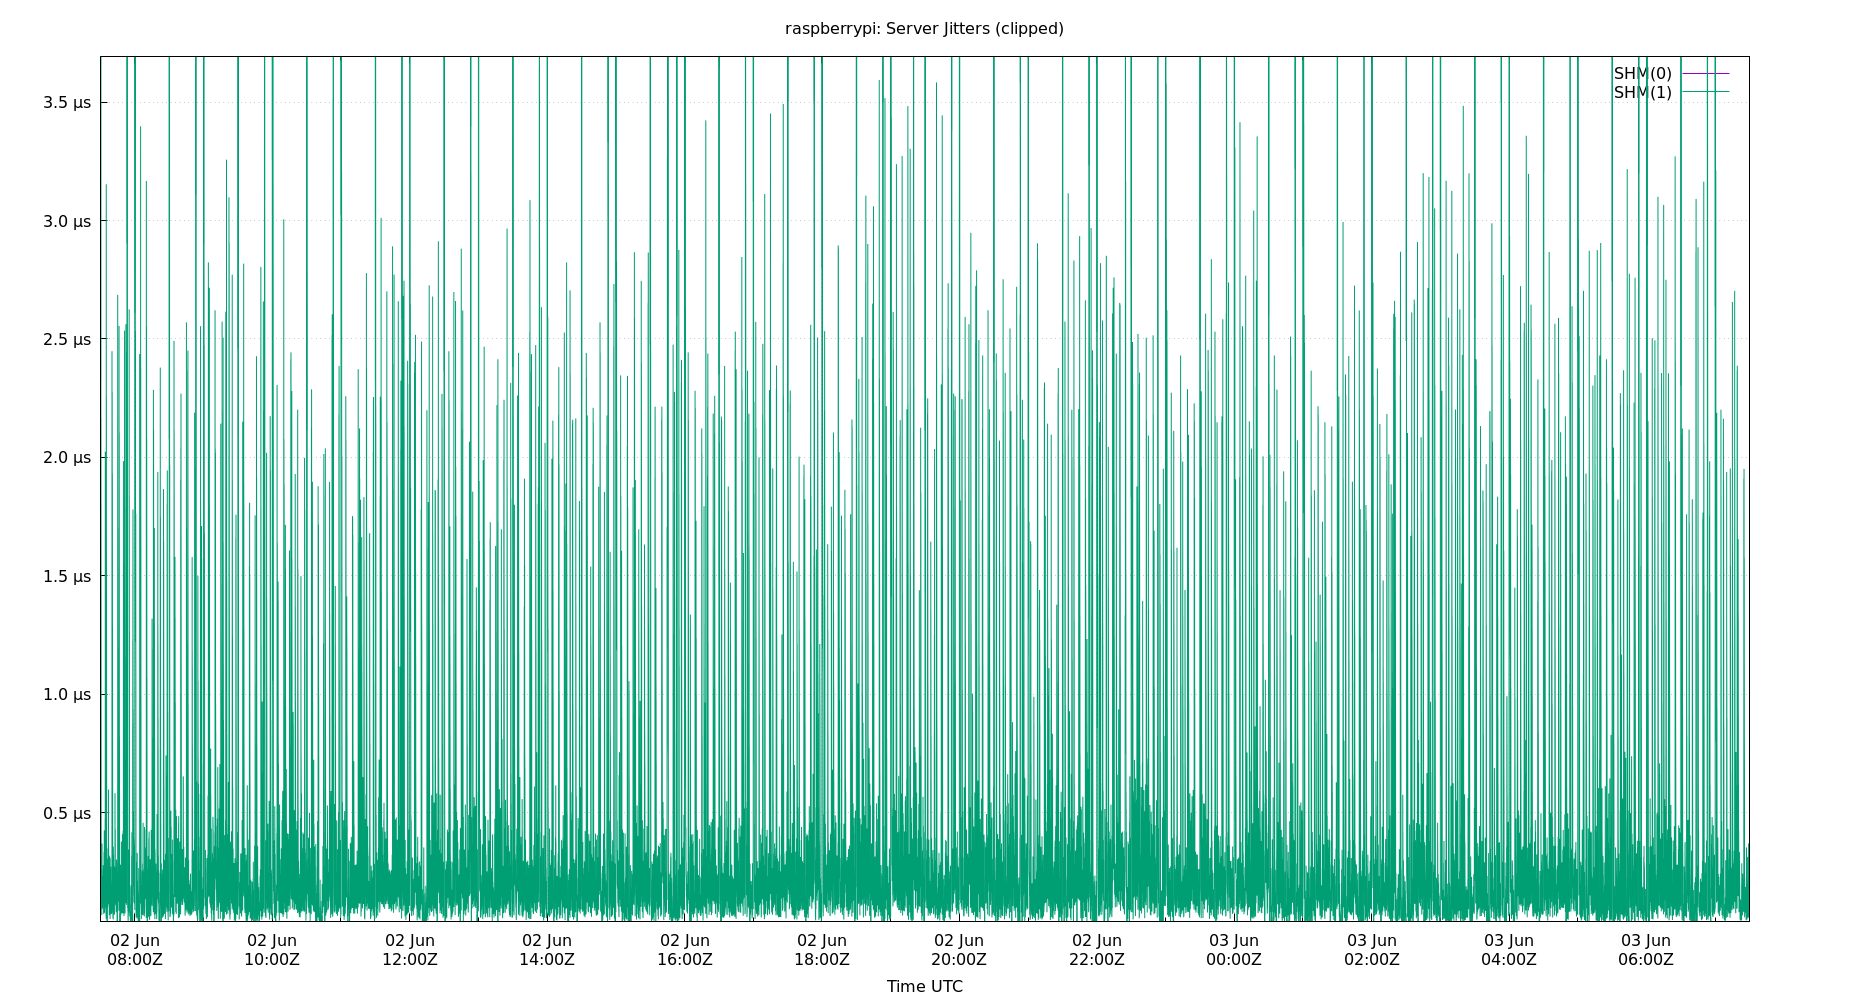 raspberrypi: Server Jitters (clipped)
SHM(0)
SHM(1)
3.5 μs
3.0 μs
2.5 μs
2.0 μs
1.5 μs
1.0 μs
0.5 μs
02 Jun 02 Jun 02 Jun 02 Jun 02 Jun 02 Jun 02 Jun 02 Jun 03 Jun 03 Jun 03 Jun 03 Jun
08:00Z 10:00Z 12:00Z 14:00Z 16:00Z 18:00Z 20:00Z 22:00Z 00:00Z 02:00Z 04:00Z 06:00Z
Time UTC